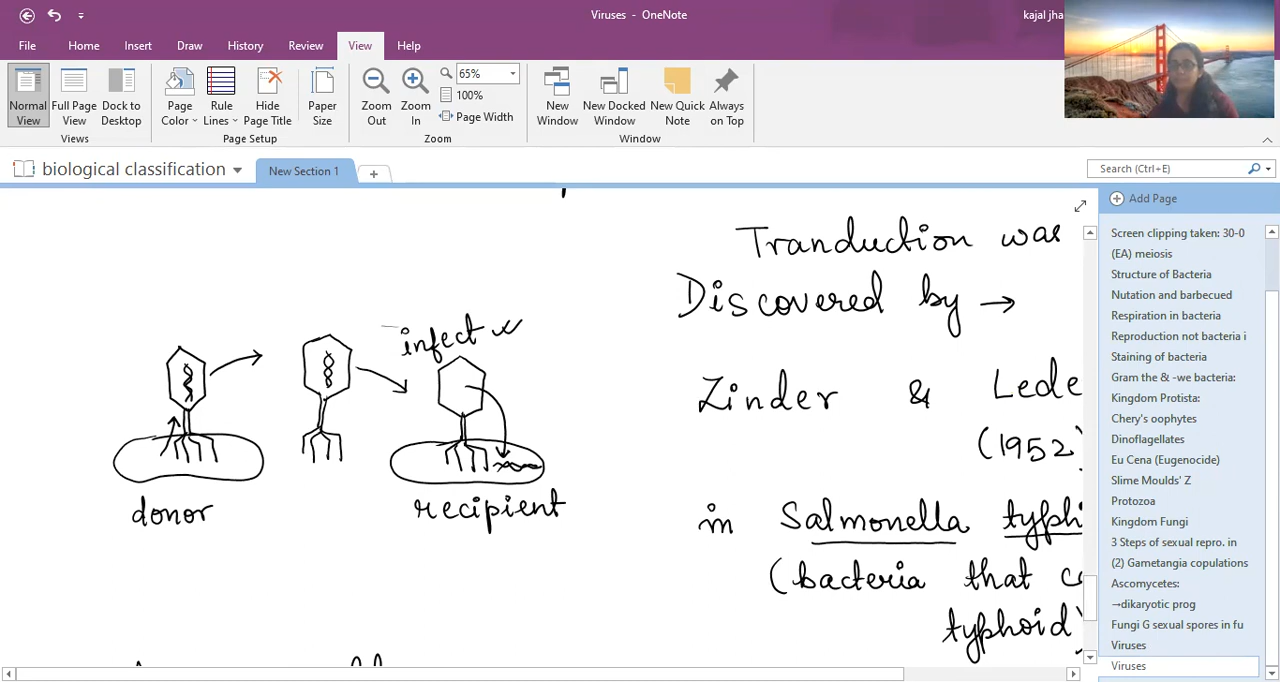 Viruses - OneNote
kajal jha
File Home Insert Draw History Review View Help
Normal View
Full Page View
Dock to Desktop
Views
Page Color
Rule Lines
Hide Page Title
Paper Size
Page Setup
Zoom Out
Zoom In
65%
100%
Page Width
Zoom
New Window
New Docked Window
New Quick Note
Always on Top
Window
biological classification
New Section 1
Search (Ctrl+E)
Tranduction was
Discovered by →
Zinder & Lede
(1952)
in Salmonella typhi
(bacteria that ca
typhoid)
infect
donor
recipient
Add Page
Screen clipping taken: 30-0
(EA) meiosis
Structure of Bacteria
Nutation and barbecued
Respiration in bacteria
Reproduction not bacteria i
Staining of bacteria
Gram the & -we bacteria:
Kingdom Protista:
Chery's oophytes
Dinoflagellates
Eu Cena (Eugenocide)
Slime Moulds' Z
Protozoa
Kingdom Fungi
3 Steps of sexual repro. in
(2) Gametangia copulations
Ascomycetes:
→dikaryotic prog
Fungi G sexual spores in fu
Viruses
Viruses